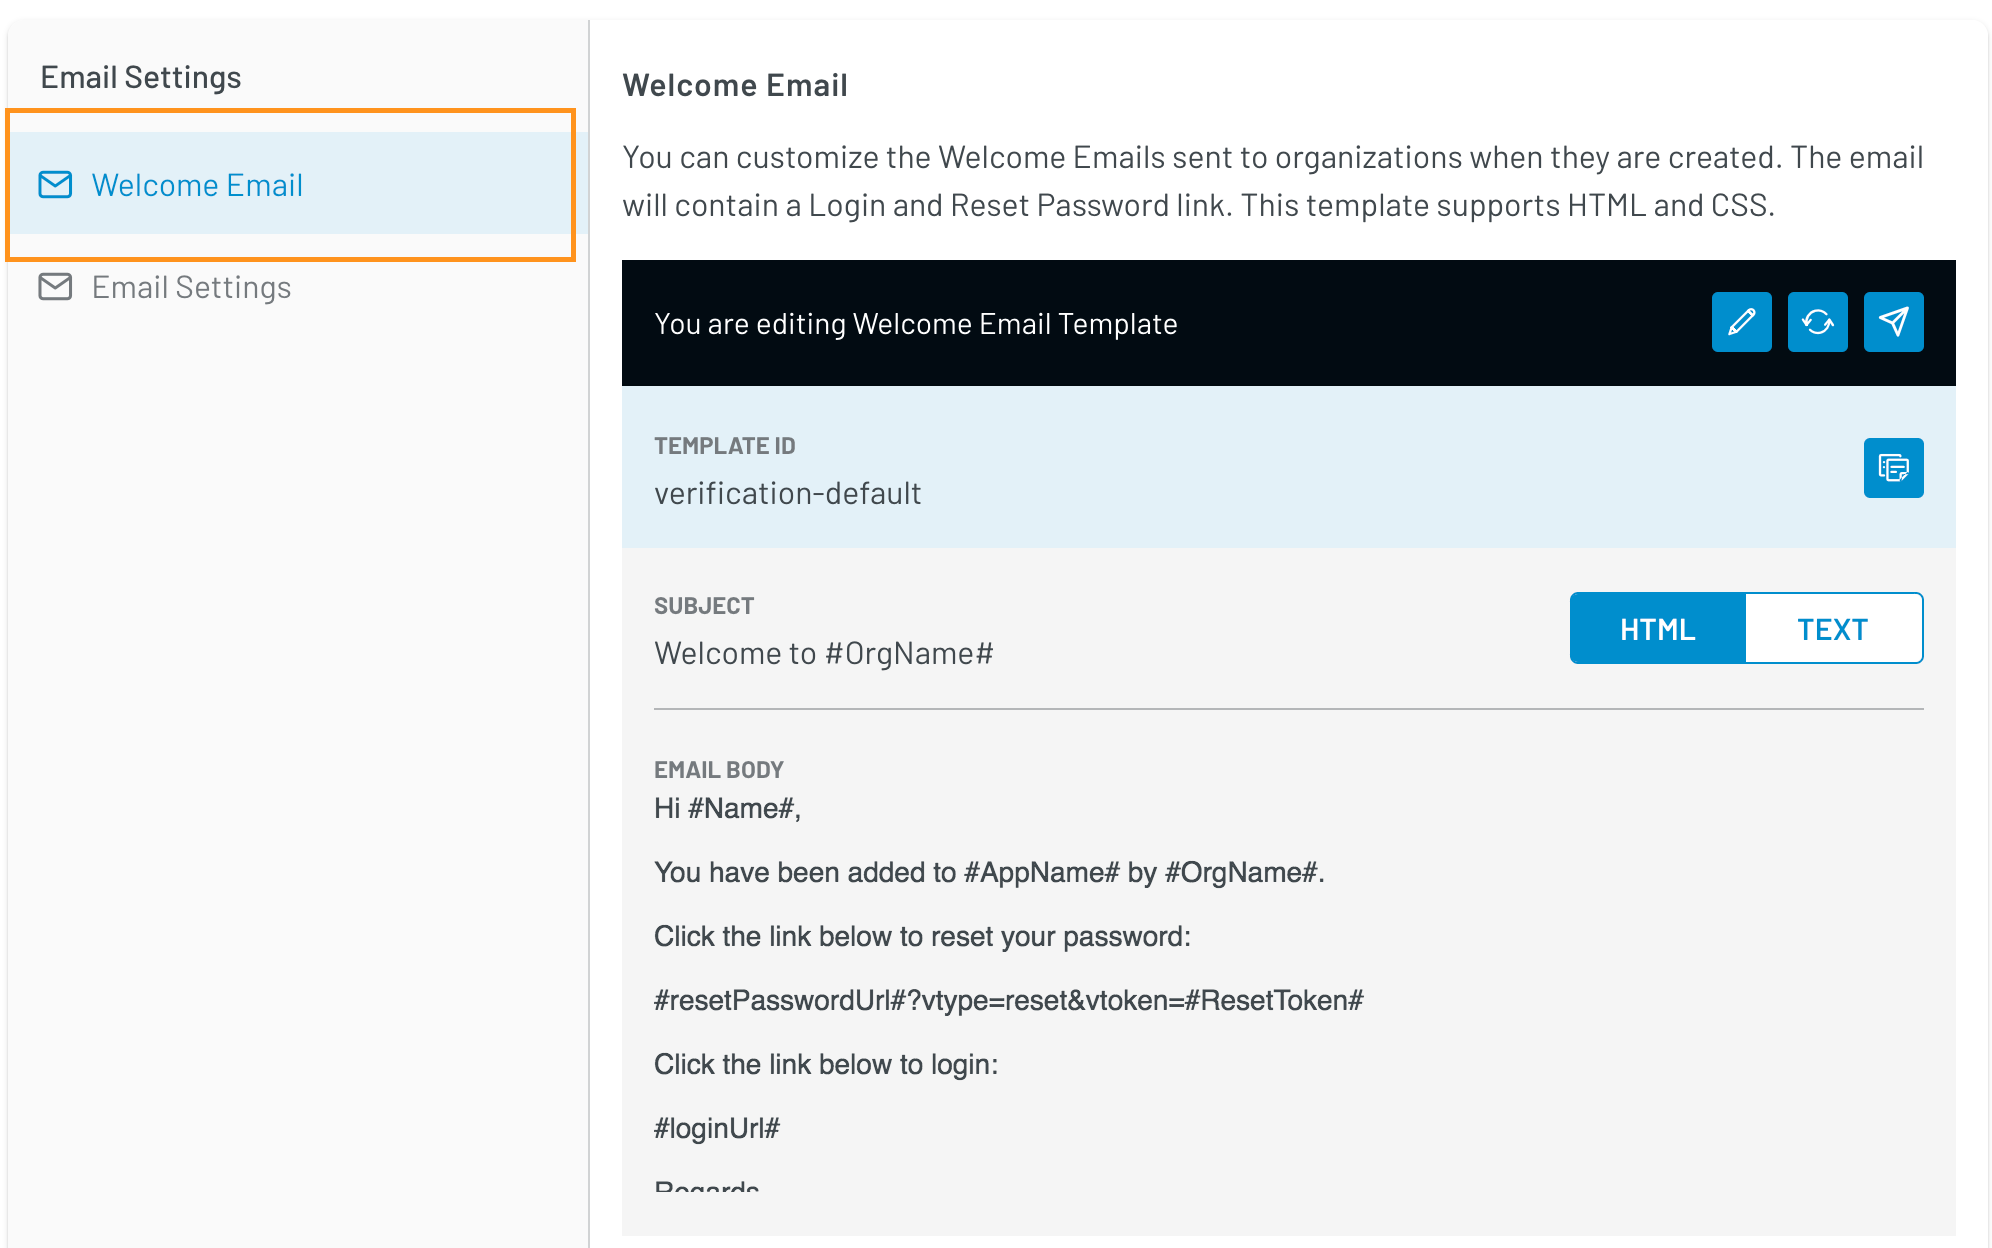 Email Settings
Welcome Email
Email Settings
Welcome Email
You can customize the Welcome Emails sent to organizations when they are created. The email
will contain a Login and Reset Password link. This template supports HTML and CSS.
You are editing Welcome Email Template
TEMPLATE ID
verification-default
SUBJECT
Welcome to #OrgName#
HTML
TEXT
EMAIL BODY
Hi #Name#,
You have been added to #AppName# by #OrgName#.
Click the link below to reset your password:
#resetPasswordUrl#?vtype=reset&vtoken=#ResetToken#
Click the link below to login:
#loginUrl#
Regards